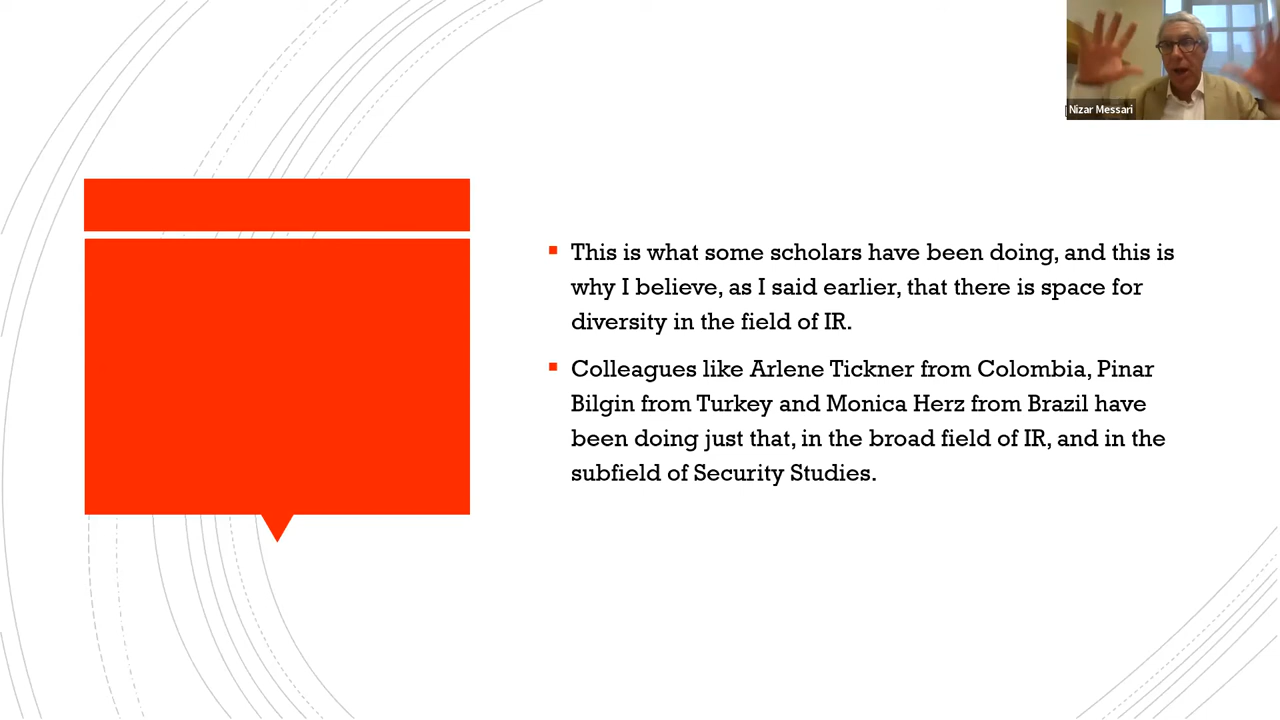 Nizar Messari
This is what some scholars have been doing, and this is
why I believe, as I said earlier, that there is space for
diversity in the field of IR.
Colleagues like Arlene Tickner from Colombia, Pinar
Bilgin from Turkey and Monica Herz from Brazil have
been doing just that, in the broad field of IR, and in the
subfield of Security Studies.